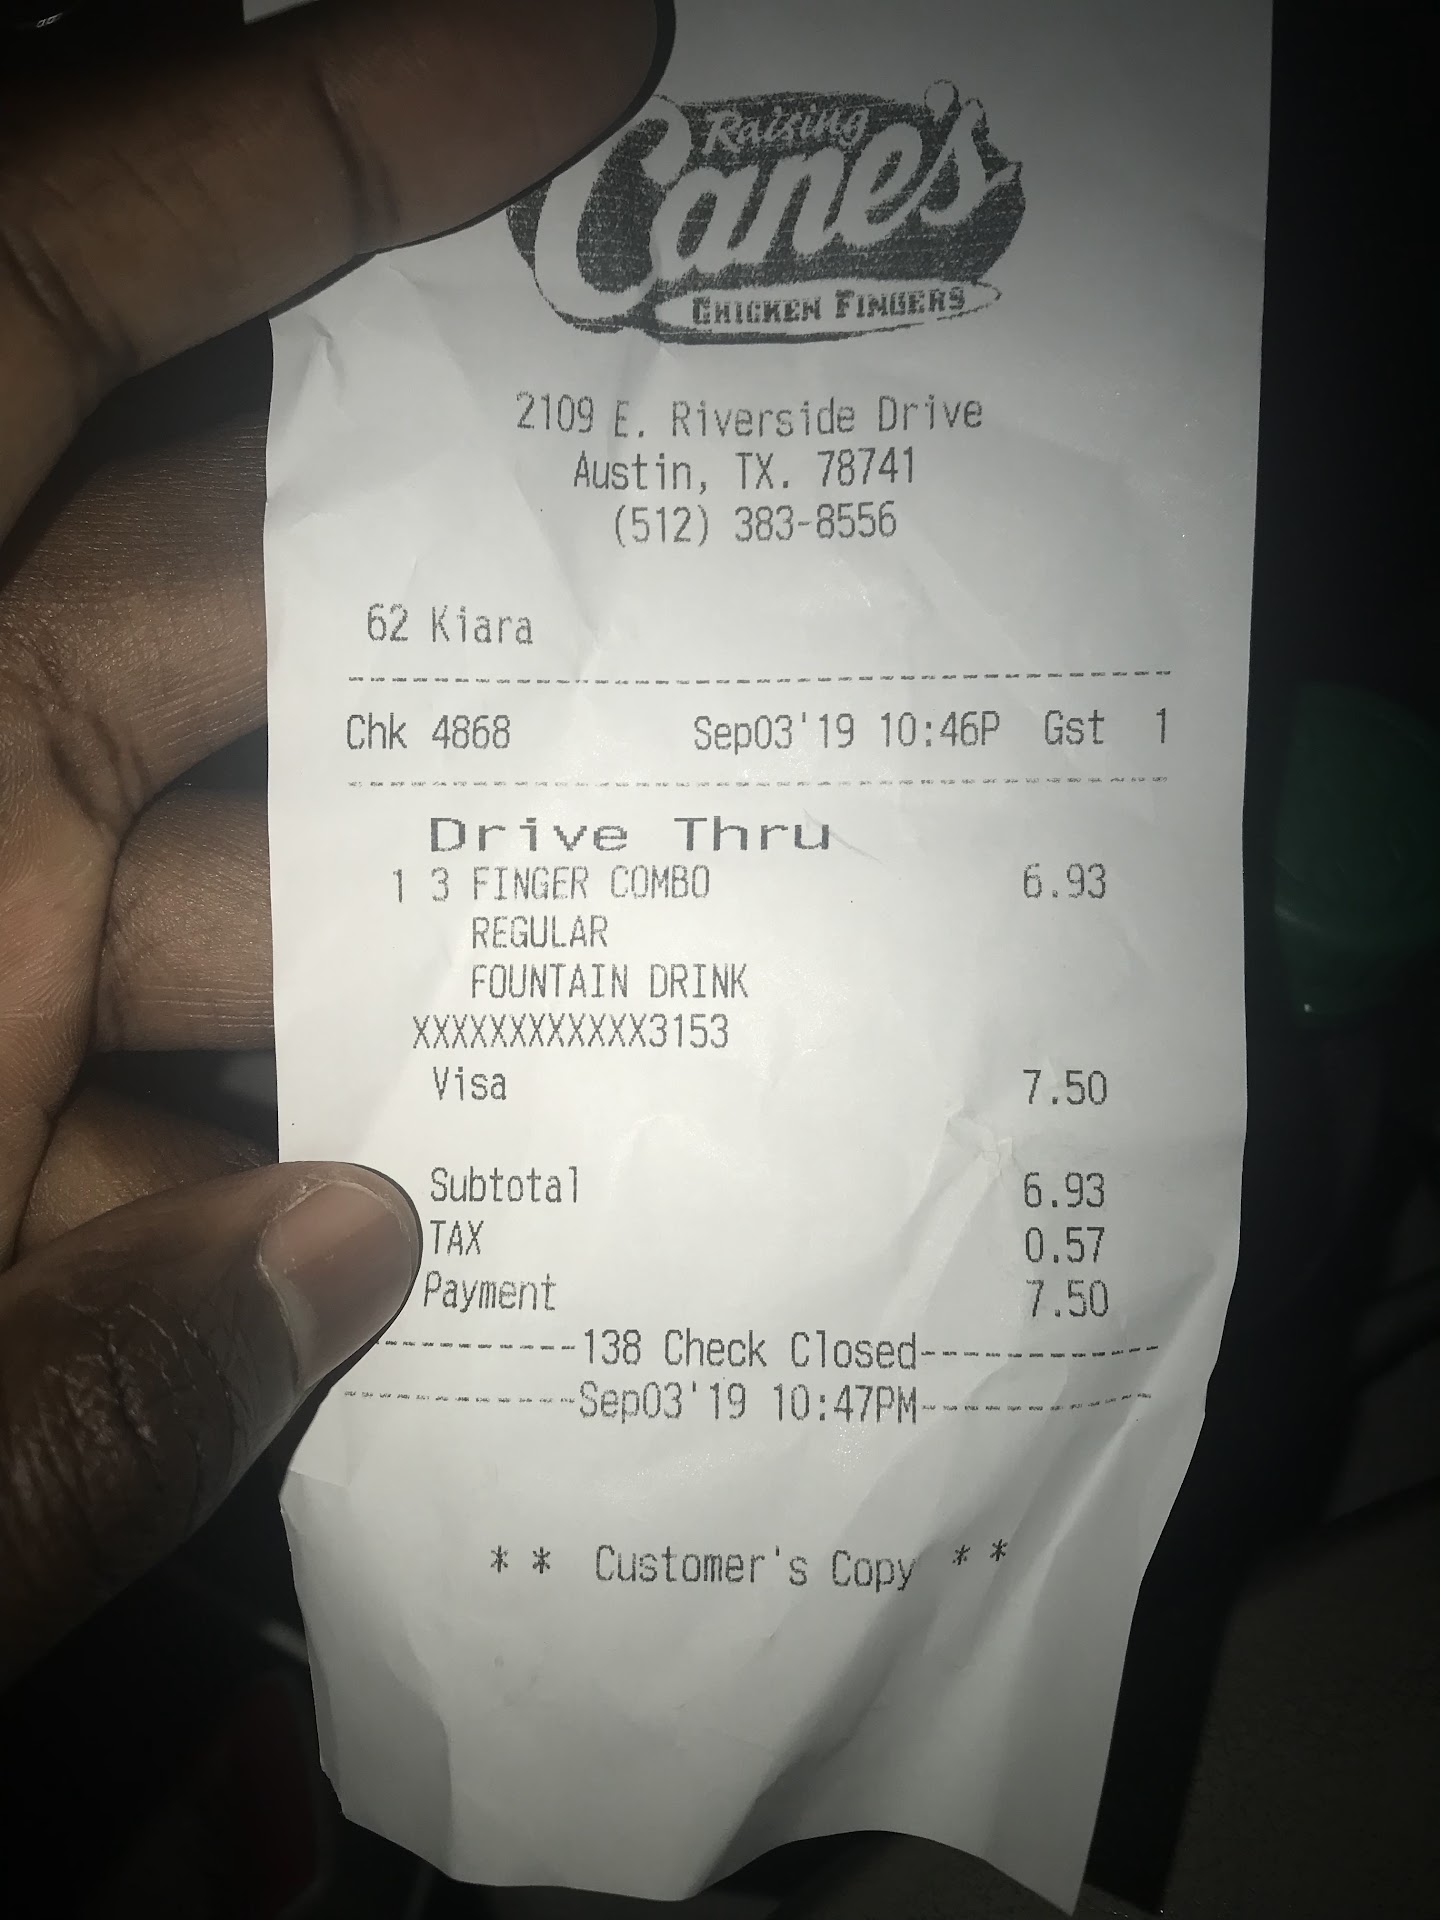 Raising
Cane's
CHICKEN FINGERS
2109 E. Riverside Drive
Austin, TX. 78741
(512) 383-8556
62 Kiara
Chk 4868 Sep03'19 10:46P Gst 1
Drive Thru
1 3 FINGER COMBO 6.93
REGULAR
FOUNTAIN DRINK
XXXXXXXXXXXX3153
Visa 7.50
Subtotal 6.93
TAX 0.57
Payment 7.50
-----------138 Check Closed------------
-----------Sep03'19 10:47PM------------
* * Customer's Copy * *